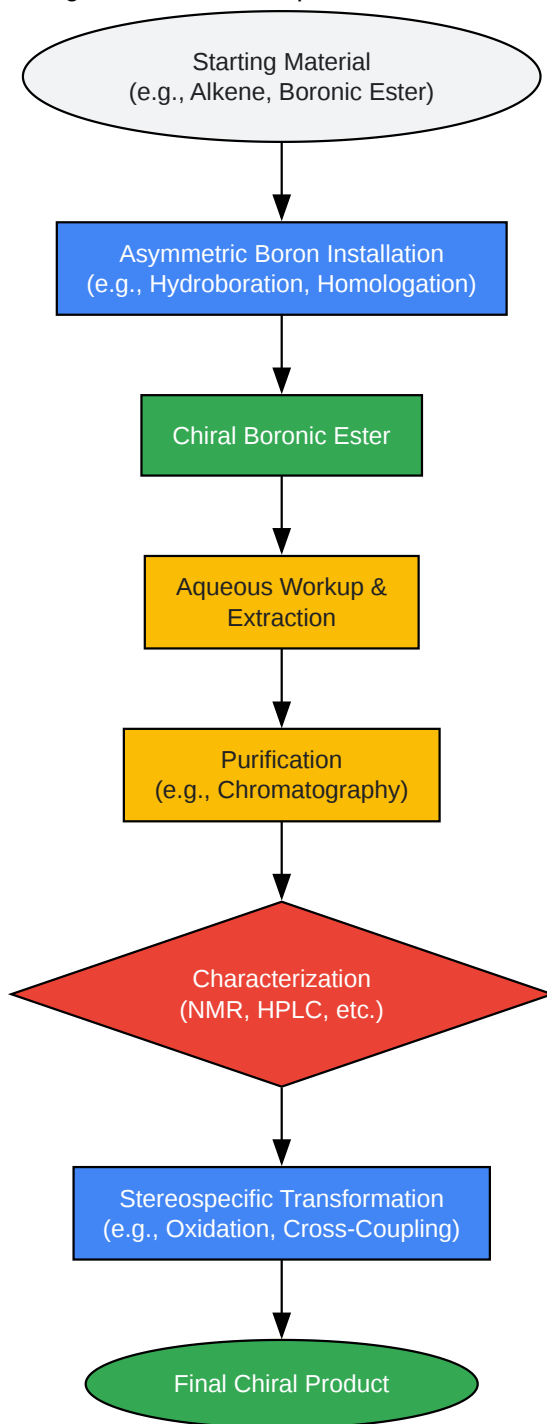 Starting Material
(e.g., Alkene, Boronic Ester)
Asymmetric Boron Installation
(e.g., Hydroboration, Homologation)
Chiral Boronic Ester
Aqueous Workup &
Extraction
Purification
(e.g., Chromatography)
Characterization
(NMR, HPLC, etc.)
Stereospecific Transformation
(e.g., Oxidation, Cross-Coupling)
Final Chiral Product